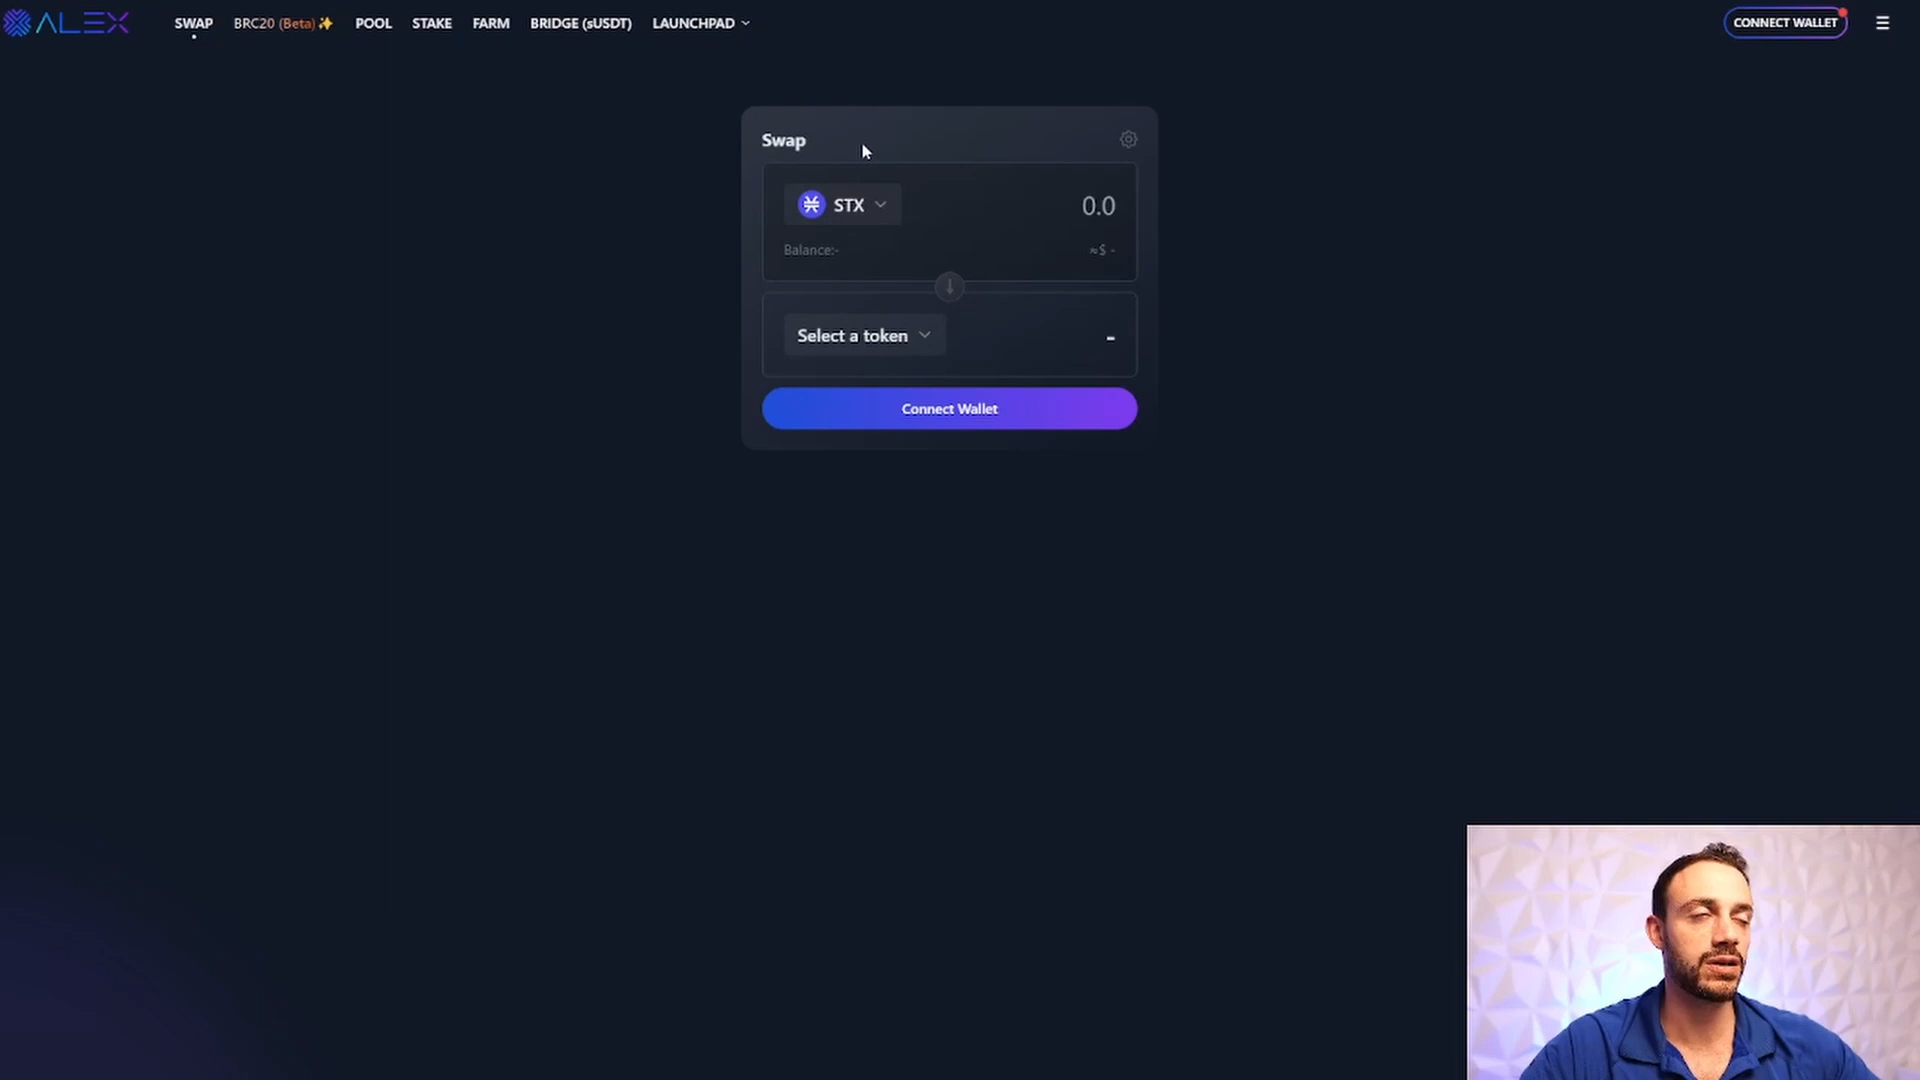 ALEX SWAP BRC20 (Beta)✨ POOL STAKE FARM BRIDGE (sUSDT) LAUNCHPAD CONNECT WALLET
Swap
STX 0.0
Balance:- ≈$ -
Select a token -
Connect Wallet